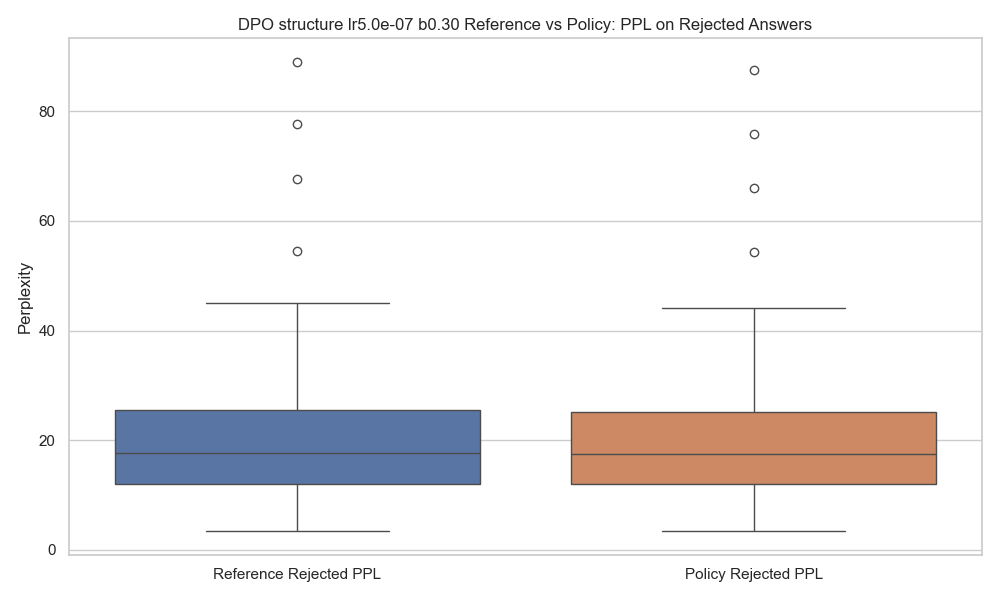 DPO structure lr5.0e-07 b0.30 Reference vs Policy: PPL on Rejected Answers
Perplexity
80
60
40
20
0
Reference Rejected PPL
Policy Rejected PPL